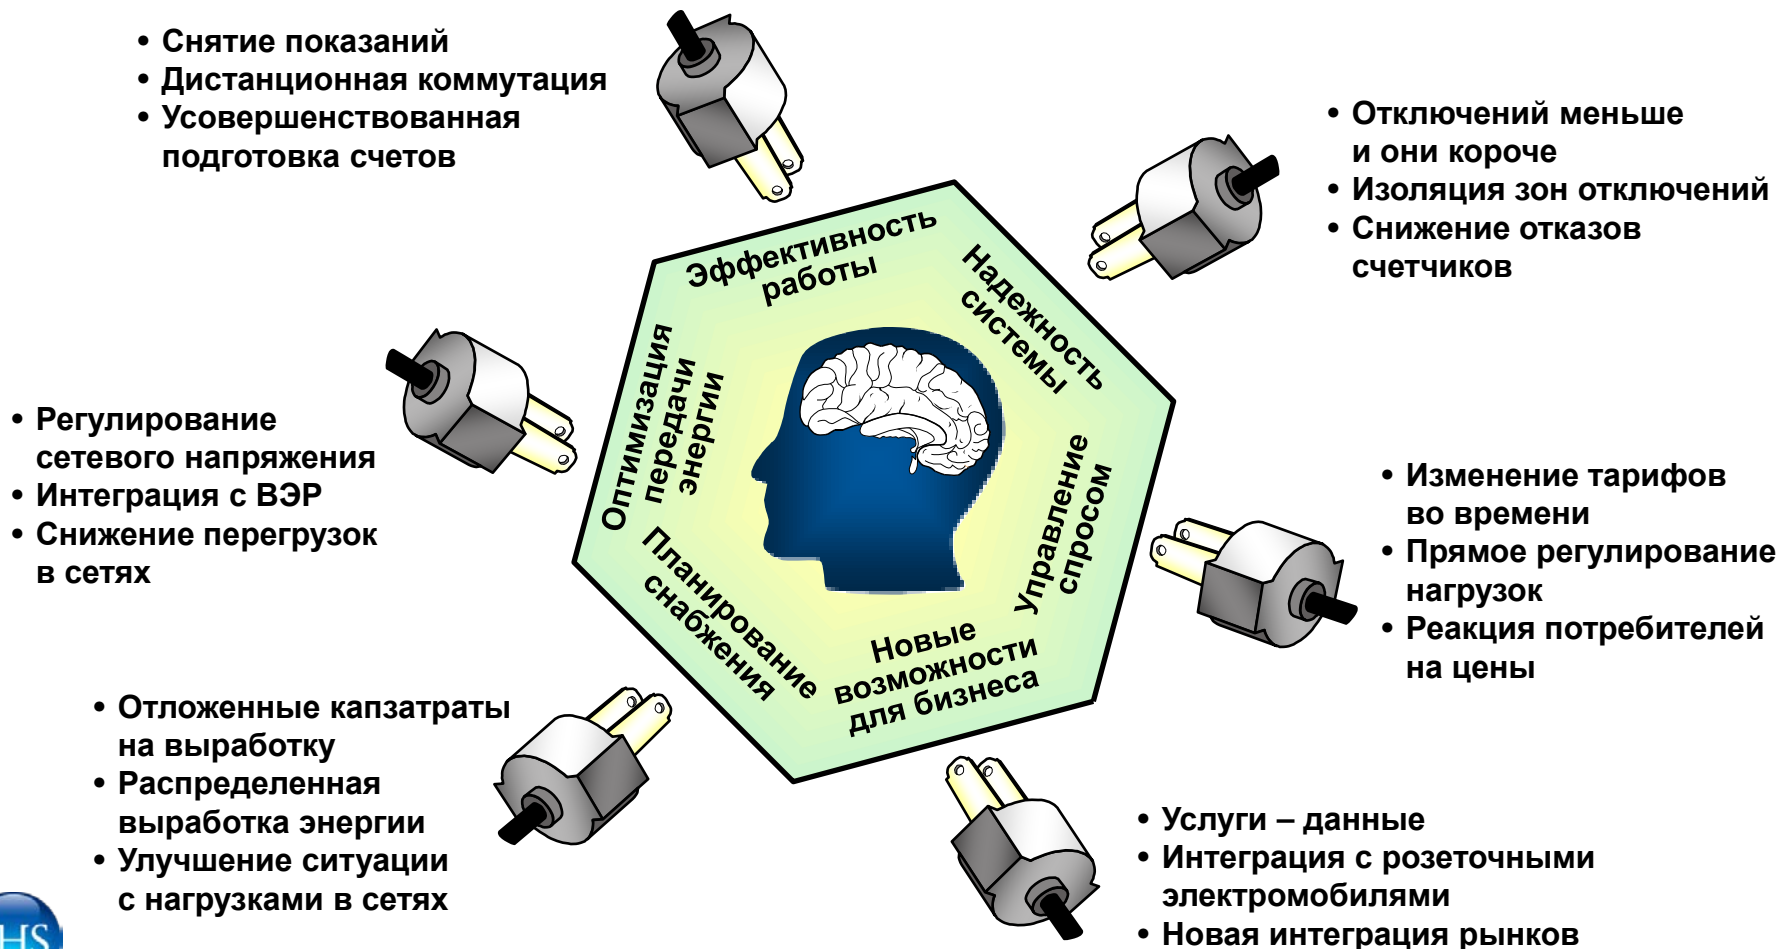 • Снятие показаний
• Дистанционная коммутация
• Усовершенствованная
подготовка счетов
• Отключений меньше
и они короче
• Изоляция зон отключений
• Снижение отказов
счетчиков
Эффективность
работы
Надежность
системы
Оптимизация
передачи
энергии
Управление
спросом
Планирование
снабжения
Новые
возможности
для бизнеса
• Регулирование
сетевого напряжения
• Интеграция с ВЭР
• Снижение перегрузок
в сетях
• Изменение тарифов
во времени
• Прямое регулирование
нагрузок
• Реакция потребителей
на цены
• Отложенные капзатраты
на выработку
• Распределенная
выработка энергии
• Улучшение ситуации
с нагрузками в сетях
• Услуги – данные
• Интеграция с розеточными
электромобилями
• Новая интеграция рынков
HS